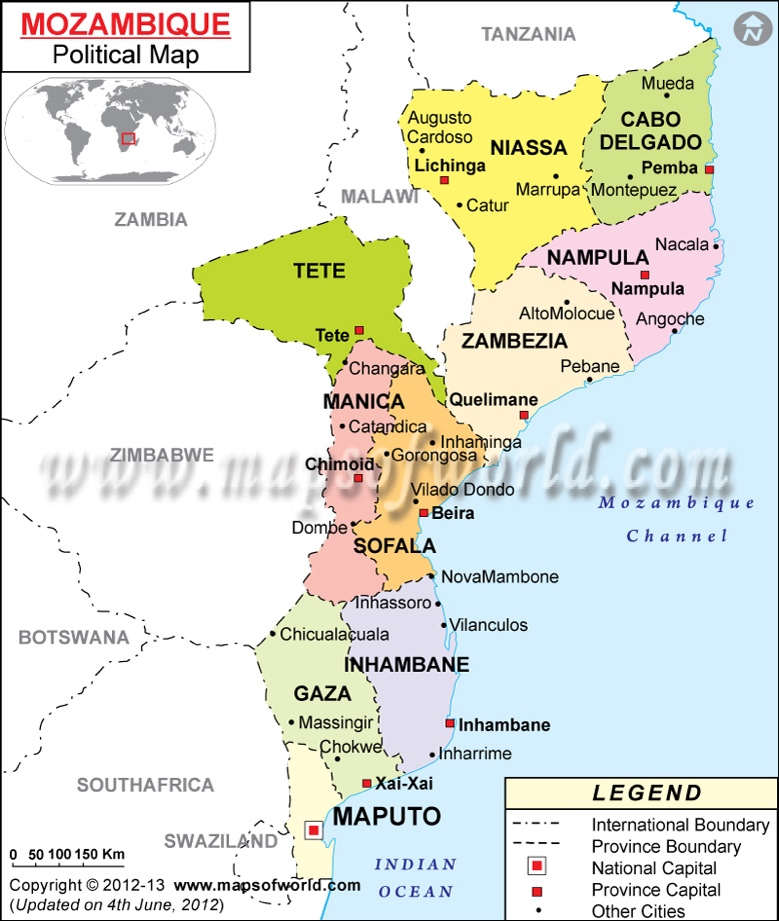 MOZAMBIQUE
Political Map
TANZANIA
Mueda
CABO
DELGADO
Augusto
Cardoso
NIASSA
Lichinga
Pemba
Marrupa
Montepuez
MALAWI
Catur
ZAMBIA
Nacala
NAMPULA
TETE
Nampula
AltoMolocue
Angoche
Tete
ZAMBEZIA
Changara
Pebane
MANICA
Quelimane
Catandica
Inhaminga
ZIMBABWE
Gorongosa
www.mapsofworld.com
Chimoid
Vilado Dondo
Mozambique
Channel
Beira
Dombe
SOFALA
NovaMambone
Inhassoro
Vilanculos
BOTSWANA
Chicualacuala
INHAMBANE
GAZA
Massingir
Inhambane
Chokwe
Inharrime
SOUTHAFRICA
Xai-Xai
MAPUTO
SWAZILAND
INDIAN
OCEAN
LEGEND
International Boundary
Province Boundary
National Capital
Province Capital
Other Cities
0 50 100 150 Km
Copyright © 2012-13 www.mapsofworld.com
(Updated on 4th June, 2012)
N